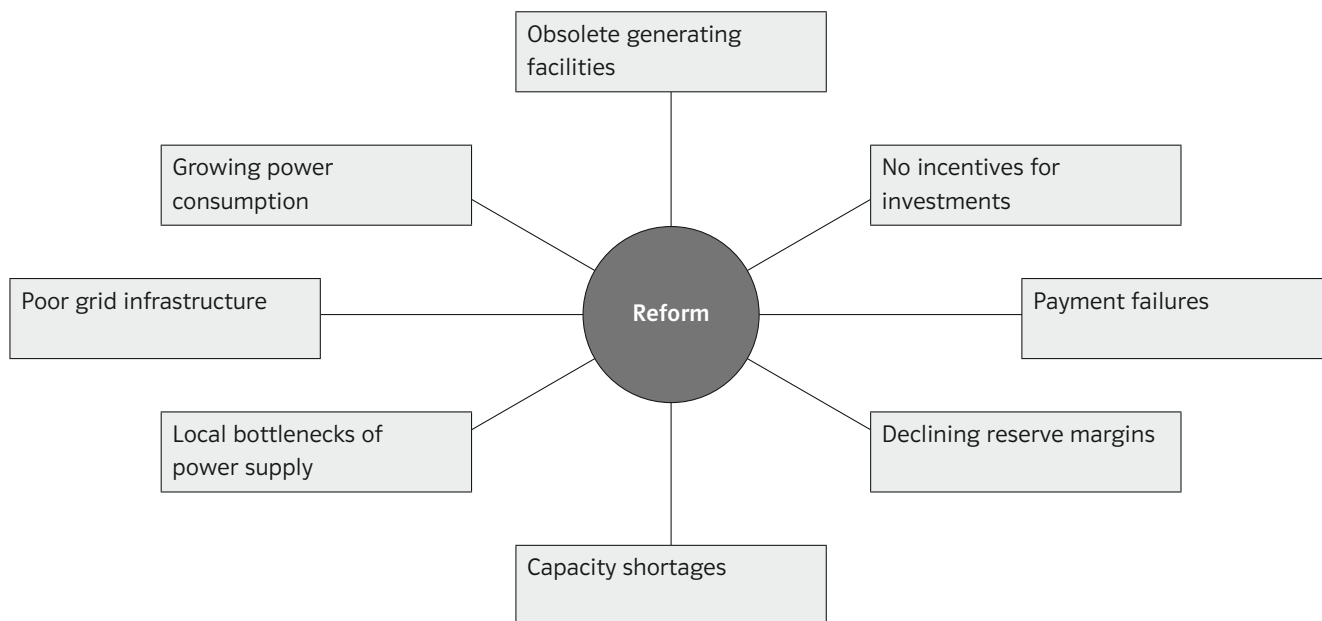 Obsolete generating
facilities
Growing power
consumption
No incentives for
investments
Poor grid infrastructure
Reform
Payment failures
Local bottlenecks of
power supply
Declining reserve margins
Capacity shortages